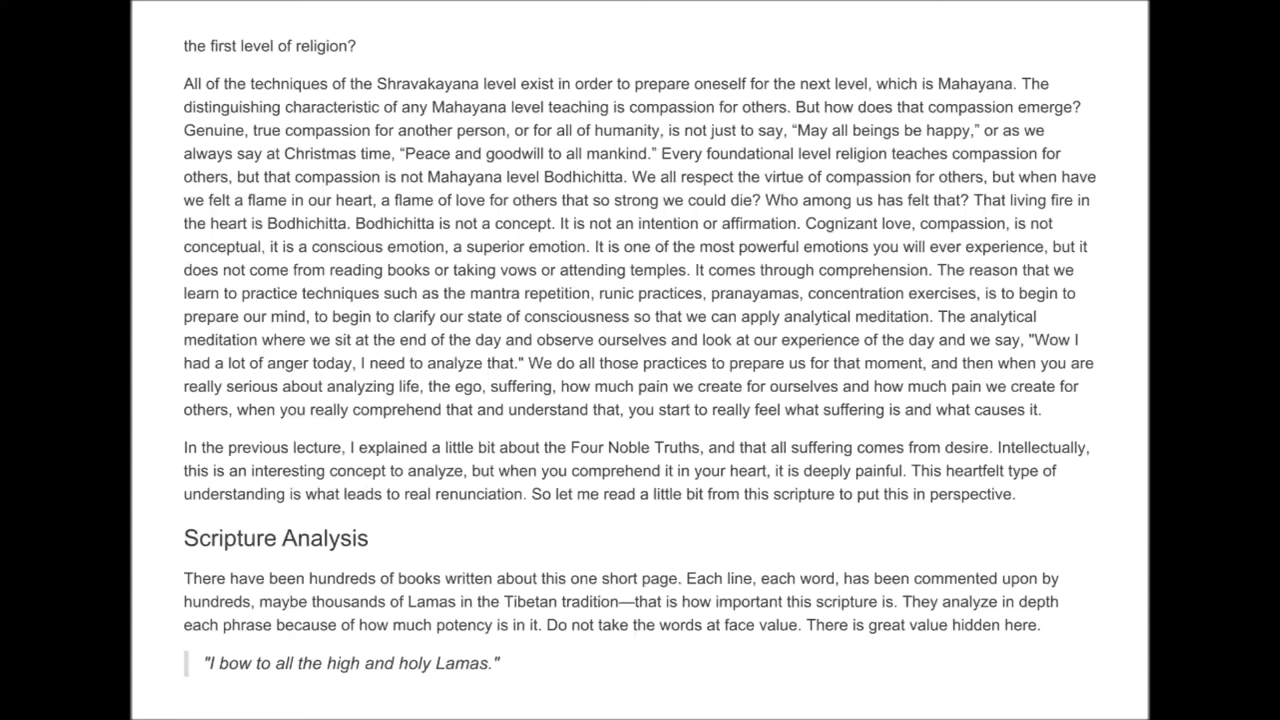 the first level of religion?
All of the techniques of the Shravakayana level exist in order to prepare oneself for the next level, which is Mahayana. The
distinguishing characteristic of any Mahayana level teaching is compassion for others. But how does that compassion emerge?
Genuine, true compassion for another person, or for all of humanity, is not just to say, “May all beings be happy,” or as we
always say at Christmas time, “Peace and goodwill to all mankind.” Every foundational level religion teaches compassion for
others, but that compassion is not Mahayana level Bodhichitta. We all respect the virtue of compassion for others, but when have
we felt a flame in our heart, a flame of love for others that so strong we could die? Who among us has felt that? That living fire in
the heart is Bodhichitta. Bodhichitta is not a concept. It is not an intention or affirmation. Cognizant love, compassion, is not
conceptual, it is a conscious emotion, a superior emotion. It is one of the most powerful emotions you will ever experience, but it
does not come from reading books or taking vows or attending temples. It comes through comprehension. The reason that we
learn to practice techniques such as the mantra repetition, runic practices, pranayamas, concentration exercises, is to begin to
prepare our mind, to begin to clarify our state of consciousness so that we can apply analytical meditation. The analytical
meditation where we sit at the end of the day and observe ourselves and look at our experience of the day and we say, "Wow I
had a lot of anger today, I need to analyze that." We do all those practices to prepare us for that moment, and then when you are
really serious about analyzing life, the ego, suffering, how much pain we create for ourselves and how much pain we create for
others, when you really comprehend that and understand that, you start to really feel what suffering is and what causes it.
In the previous lecture, I explained a little bit about the Four Noble Truths, and that all suffering comes from desire. Intellectually,
this is an interesting concept to analyze, but when you comprehend it in your heart, it is deeply painful. This heartfelt type of
understanding is what leads to real renunciation. So let me read a little bit from this scripture to put this in perspective.
Scripture Analysis
There have been hundreds of books written about this one short page. Each line, each word, has been commented upon by
hundreds, maybe thousands of Lamas in the Tibetan tradition—that is how important this scripture is. They analyze in depth
each phrase because of how much potency is in it. Do not take the words at face value. There is great value hidden here.
"I bow to all the high and holy Lamas."